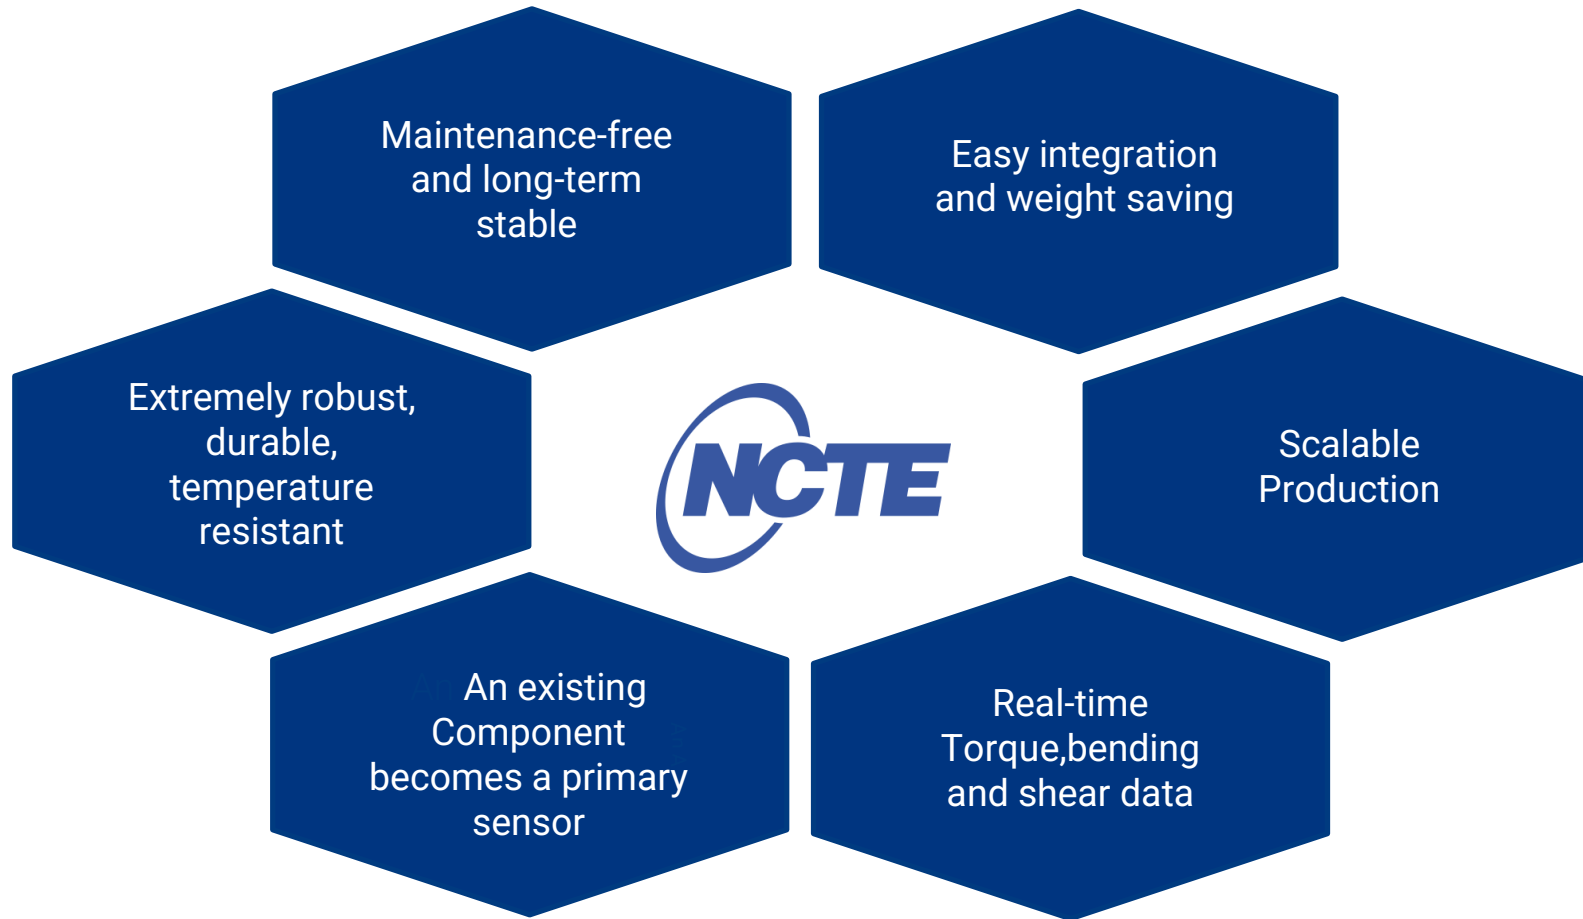 Maintenance-free
and long-term
stable
Easy integration
and weight saving
Extremely robust,
durable,
temperature
resistant
NCTE
Scalable
Production
An existing
Component
becomes a primary
sensor
Real-time
Torque,bending
and shear data